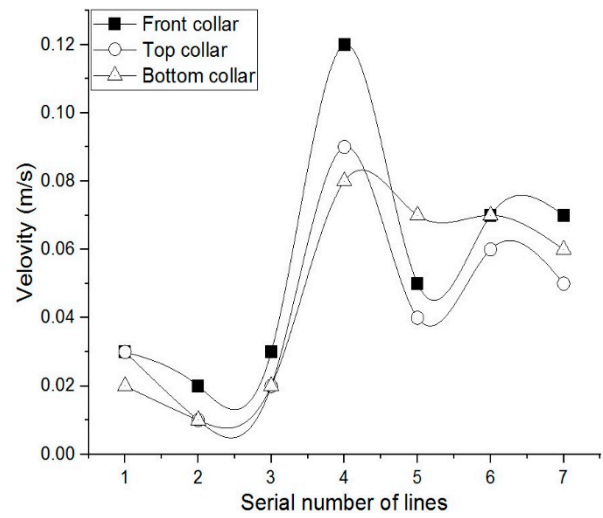 Front collar
Top collar
Bottom collar
0.12
0.10
0.08
0.06
0.04
0.02
0.00
Velovity (m/s)
1 2 3 4 5 6 7
Serial number of lines